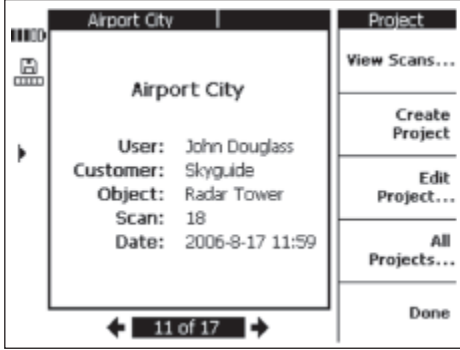 Airport City
Project
View Scans...
Airport City
Create
Project
User: John Douglass
Customer: Skyguide
Edit
Object: Radar Tower
Project...
Scan: 18
Date: 2006-8-17 11:59
All
Projects...
Done
11 of 17